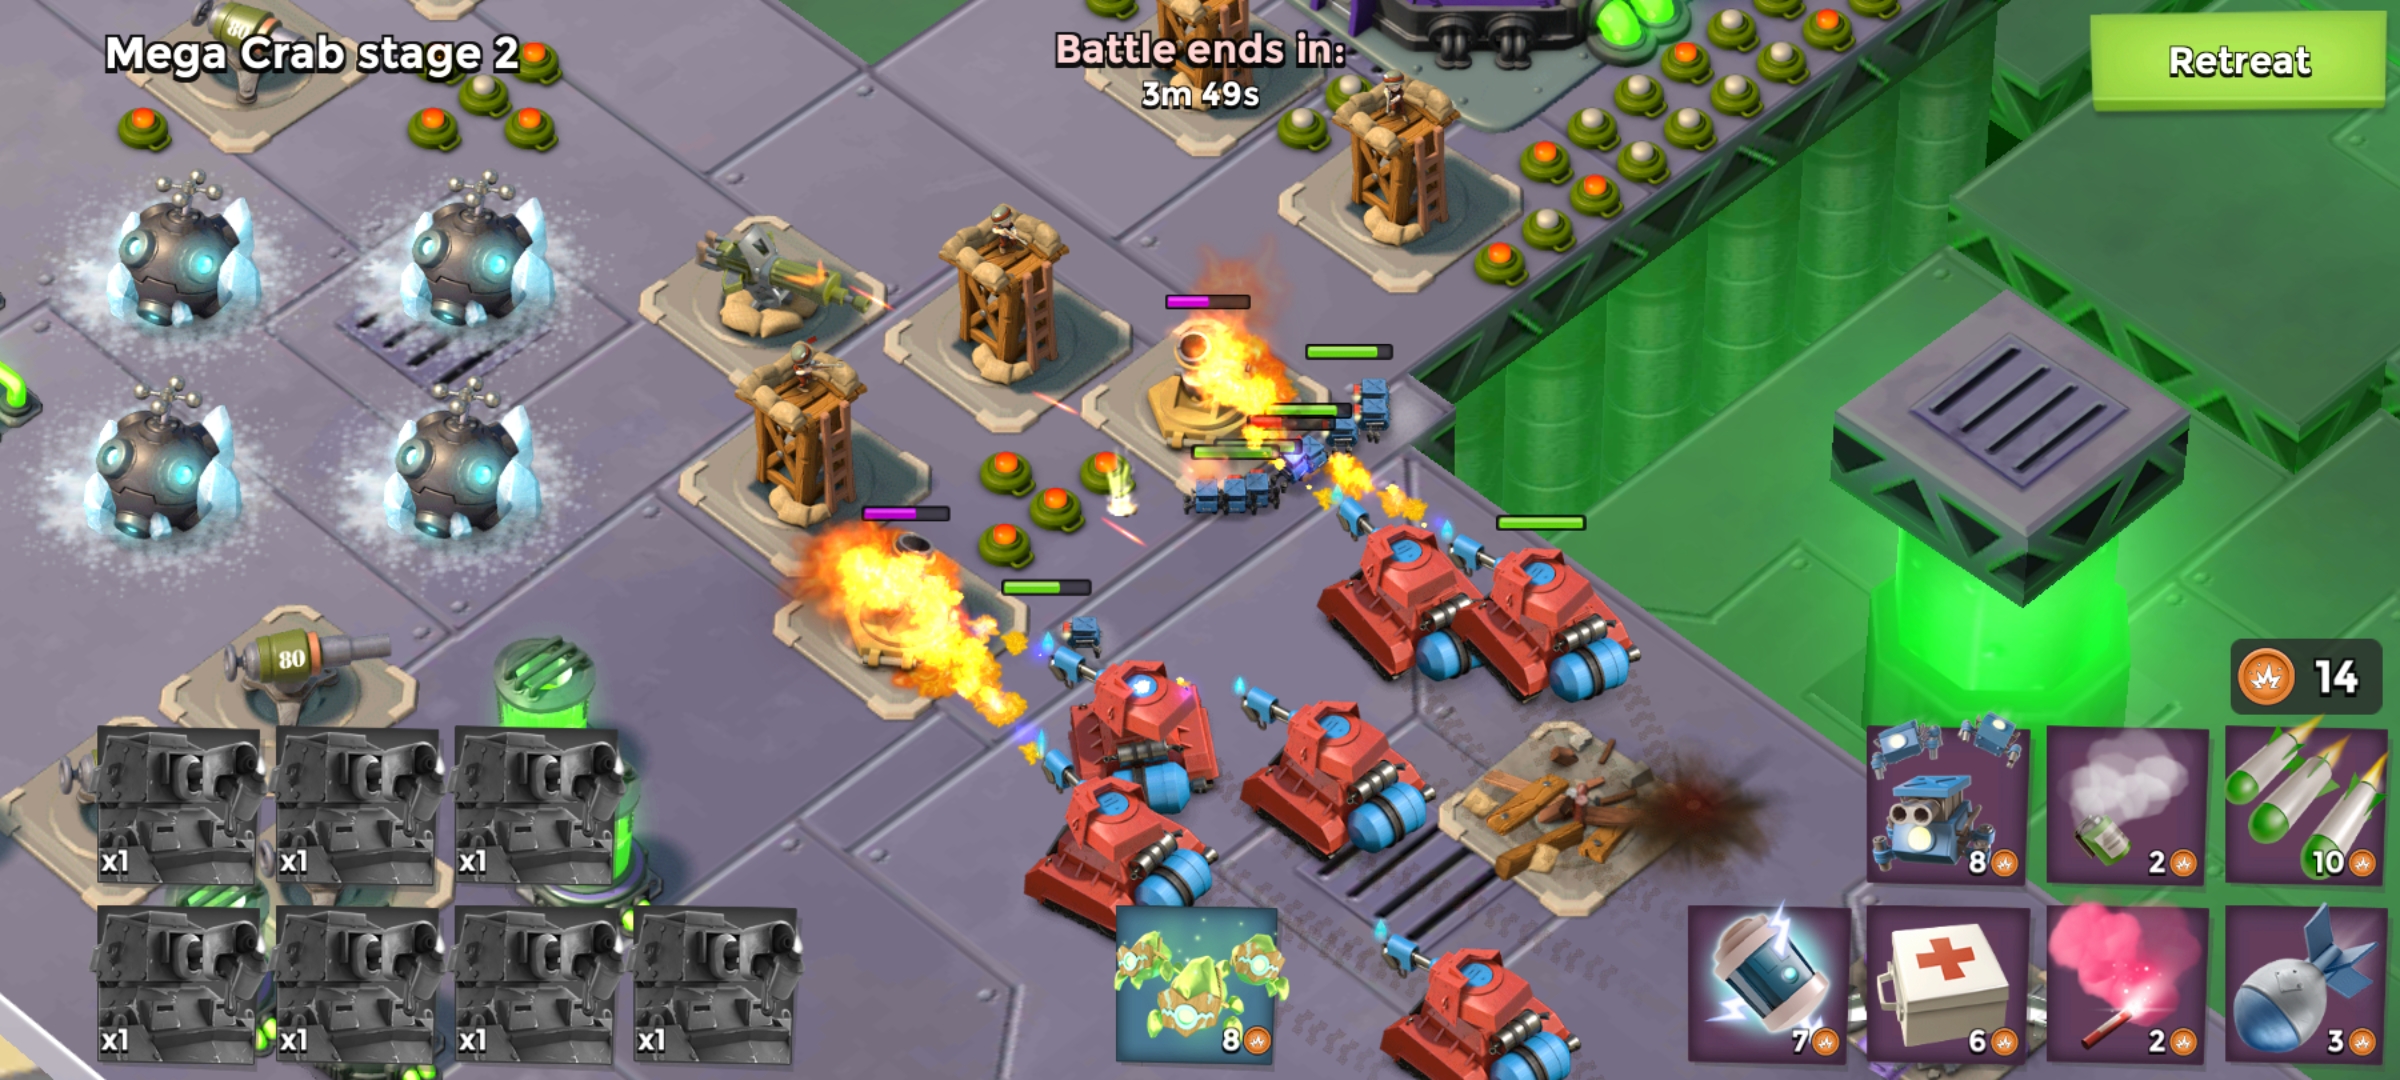 80
Mega Crab stage 2
Battle ends in:
3m 49s
Retreat
80
14
x1
x1
x1
8
2
10
x1
x1
x1
x1
8
7
6
2
3